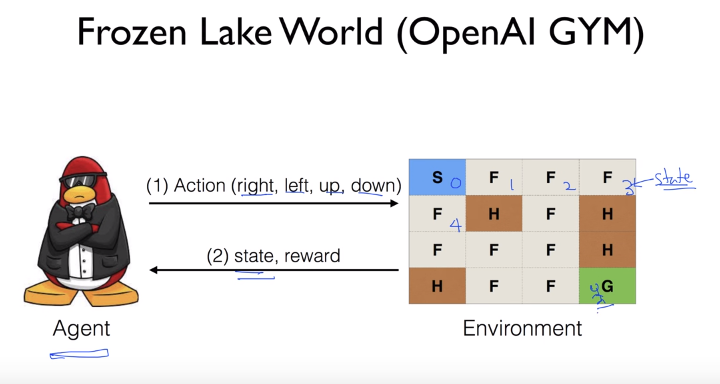 Frozen Lake World (OpenAI GYM)
(1) Action (right, left, up, down)
(2) state, reward
Agent
S 0 F 1 F 2 F 3 state
F 4 H F H
F F F H
H F F G
Environment